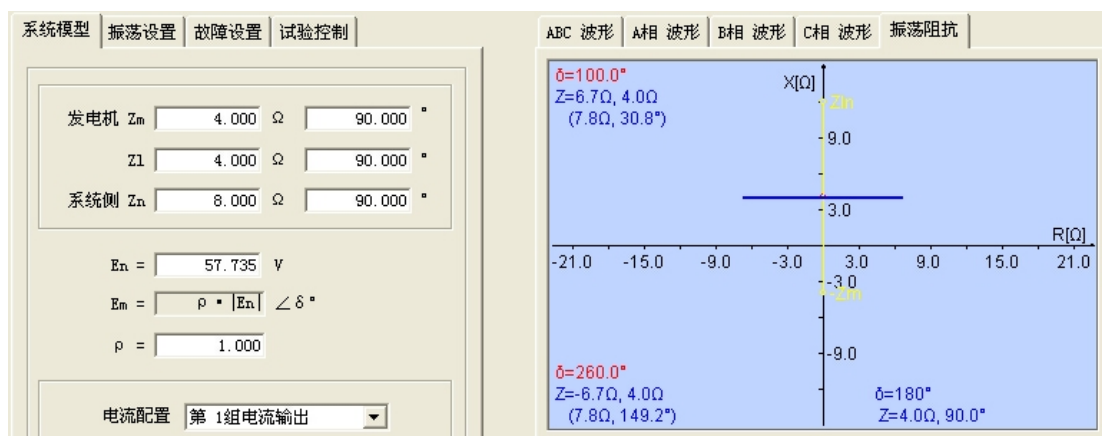 系统模型 振荡设置 故障设置 试验控制
发电机 Zm 4.000 Ω 90.000 °
Zl 4.000 Ω 90.000 °
系统侧 Zn 8.000 Ω 90.000 °
En = 57.735 V
Em = ρ * |En| ∠δ°
ρ = 1.000
电流配置 第 1组电流输出
ABC 波形 A相 波形 B相 波形 C相 波形 振荡阻抗
δ=100.0°
Z=6.7Ω, 4.0Ω
(7.8Ω, 30.8°)
X[Ω]
Zln
9.0
3.0
R[Ω]
-21.0 -15.0 -9.0 -3.0 3.0 9.0 15.0 21.0
-3.0
-Zm
-9.0
δ=260.0°
Z=-6.7Ω, 4.0Ω
(7.8Ω, 149.2°)
δ=180°
Z=4.0Ω, 90.0°